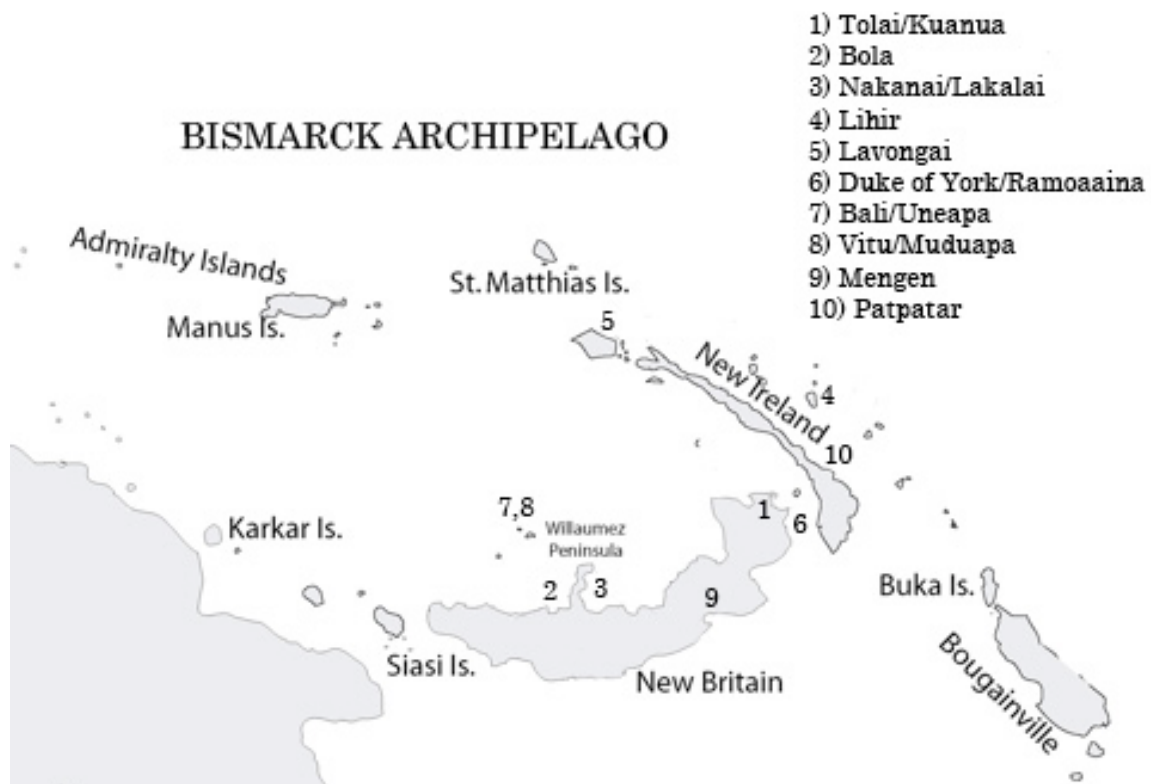 1) Tolai/Kuanua
2) Bola
3) Nakanai/Lakalai
4) Lihir
5) Lavongai
6) Duke of York/Ramoaaina
7) Bali/Uneapa
8) Vitu/Muduapa
9) Mengen
10) Patpatar
BISMARCK ARCHIPELAGO
Admiralty Islands
St. Matthias Is.
Manus Is.
5
New Ireland
4
10
7,8
1
6
Karkar Is.
Willaumez
Peninsula
2
3
9
Buka Is.
Siasi Is.
New Britain
Bougainville